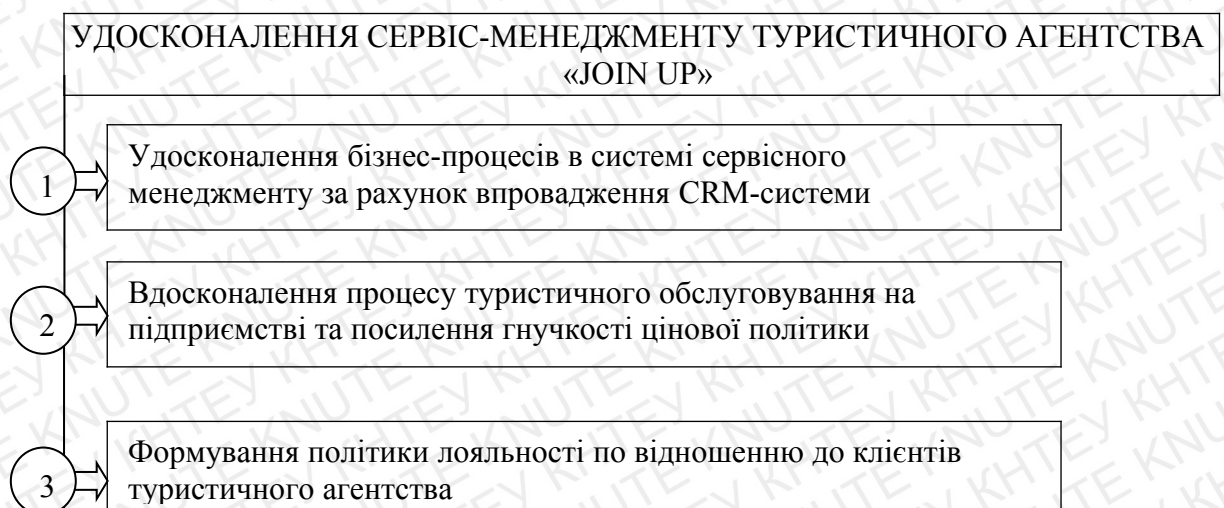 УДОСКОНАЛЕННЯ СЕРВІС-МЕНЕДЖМЕНТУ ТУРИСТИЧНОГО АГЕНТСТВА
«JOIN UP»
1
Удосконалення бізнес-процесів в системі сервісного
менеджменту за рахунок впровадження CRM-системи
2
Вдосконалення процесу туристичного обслуговування на
підприємстві та посилення гнучкості цінової політики
3
Формування політики лояльності по відношенню до клієнтів
туристичного агентства